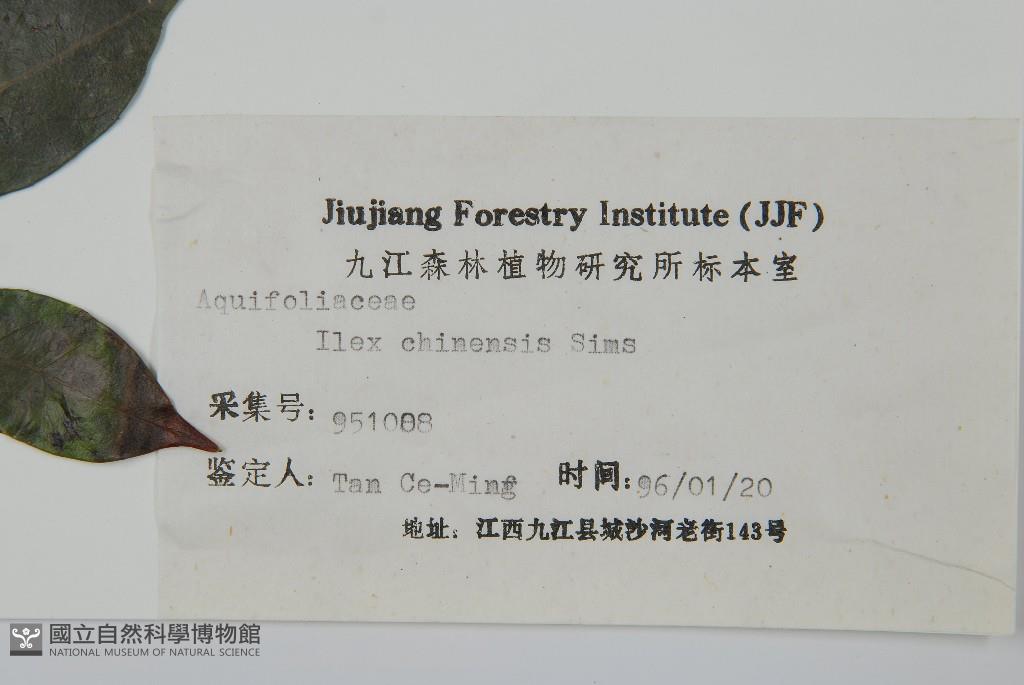 Jiujiang Forestry Institute (JJF)
九江森林植物研究所标本室
Aquifoliaceae
Ilex chinensis Sims
采集号: 951088
鉴定人: Tan Ce-Ming 时间: 96/01/20
地址: 江西九江县城沙河老街143号
國立自然科學博物館
NATIONAL MUSEUM OF NATURAL SCIENCE